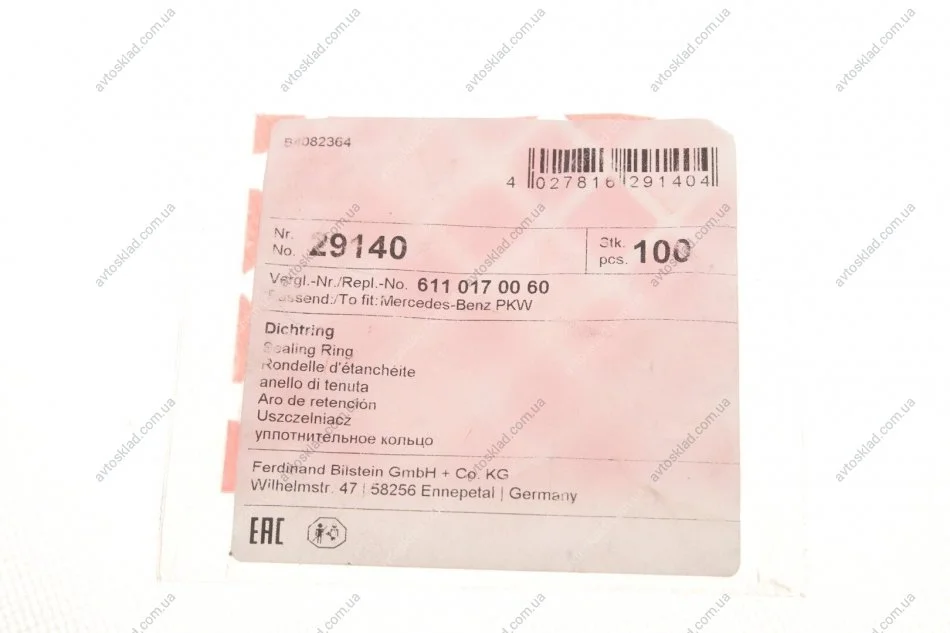 B4082364
4 027816 291404
Nr.
No. 29140
Stk.
pcs. 100
Vergl.-Nr./Repl.-No. 611 017 00 60
Passend:/To fit:Mercedes-Benz PKW
Dichtring
Sealing Ring
Rondelle d'étanchéite
anello di tenuta
Aro de retención
Uszczelniacz
уплотнительное кольцо
Ferdinand Bilstein GmbH + Co. KG
Wilhelmstr. 47 | 58256 Ennepetal | Germany
EAC
avtosklad.com.ua